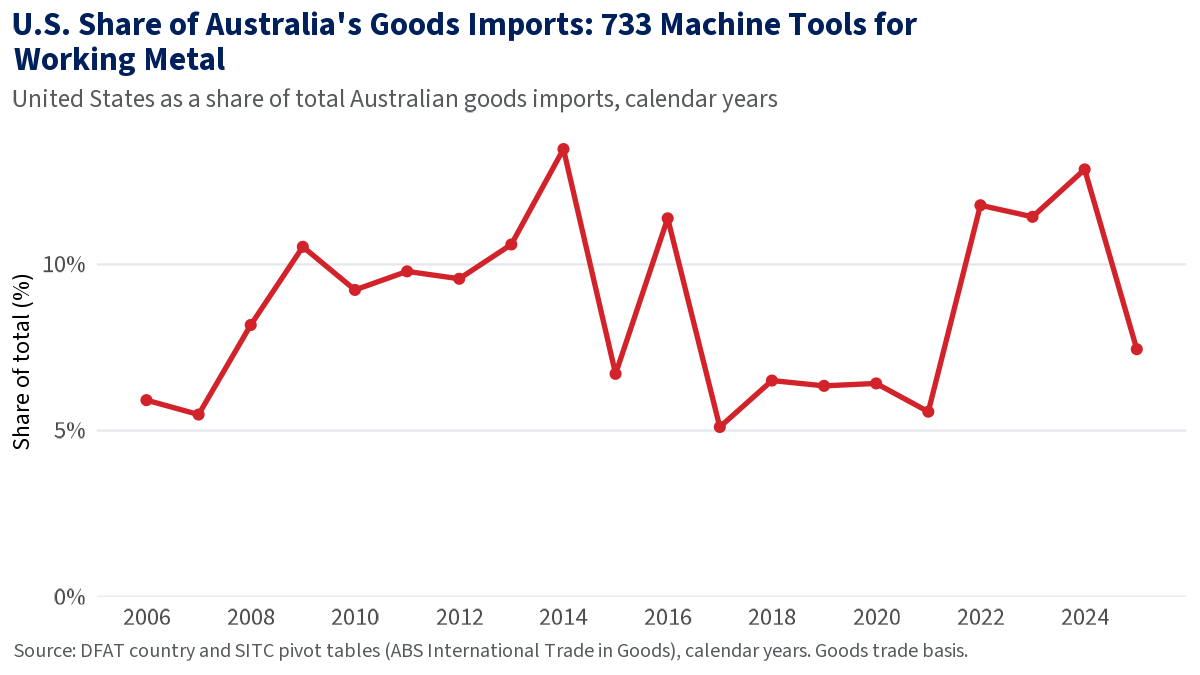 U.S. Share of Australia's Goods Imports: 733 Machine Tools for
Working Metal
United States as a share of total Australian goods imports, calendar years
Share of total (%)
10%
5%
0%
2006 2008 2010 2012 2014 2016 2018 2020 2022 2024
Source: DFAT country and SITC pivot tables (ABS International Trade in Goods), calendar years. Goods trade basis.